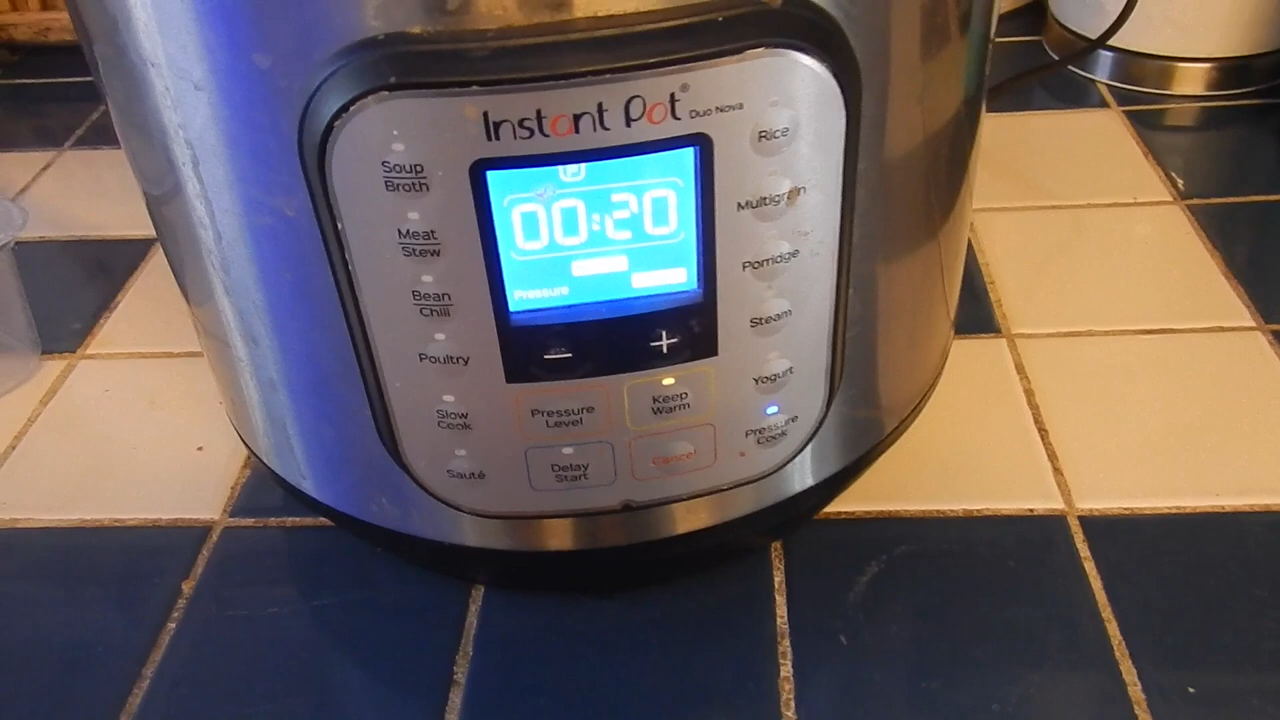 Instant Pot® Duo Nova
Soup
Broth
Meat
Stew
Bean
Chili
Poultry
Slow
Cook
Sauté
00:20
Pressure
− +
Pressure
Level
Keep
Warm
Delay
Start
Cancel
Rice
Multigrain
Porridge
Steam
Yogurt
Pressure
Cook